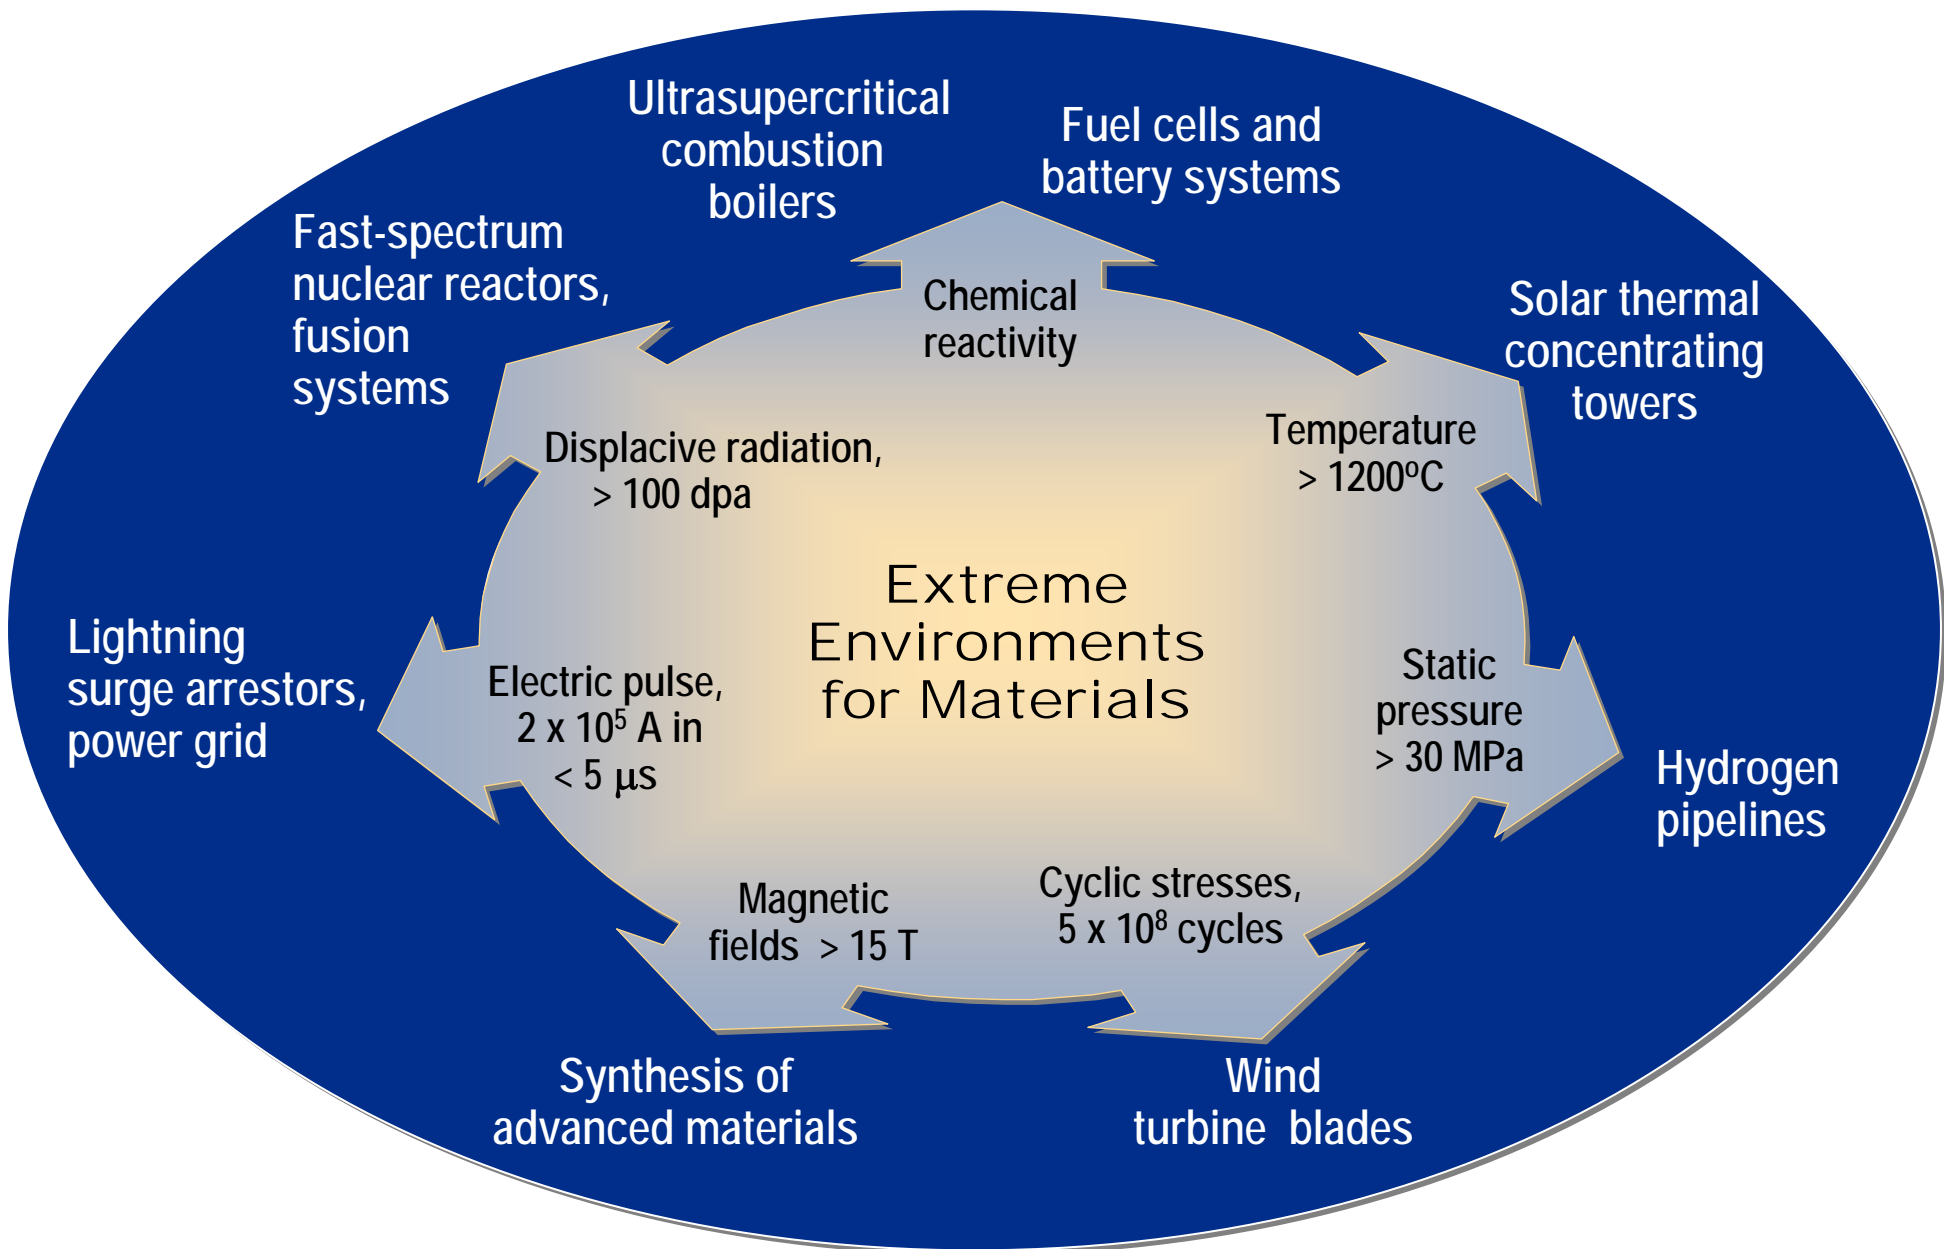 Ultrasupercritical
combustion
boilers
Fuel cells and
battery systems
Fast-spectrum
nuclear reactors,
fusion
systems
Chemical
reactivity
Solar thermal
concentrating
towers
Displacive radiation,
> 100 dpa
Temperature
> 1200ºC
Extreme
Environments
for Materials
Lightning
surge arrestors,
power grid
Electric pulse,
2 x 10⁵ A in
< 5 μs
Static
pressure
> 30 MPa
Hydrogen
pipelines
Magnetic
fields > 15 T
Cyclic stresses,
5 x 10⁸ cycles
Synthesis of
advanced materials
Wind
turbine blades